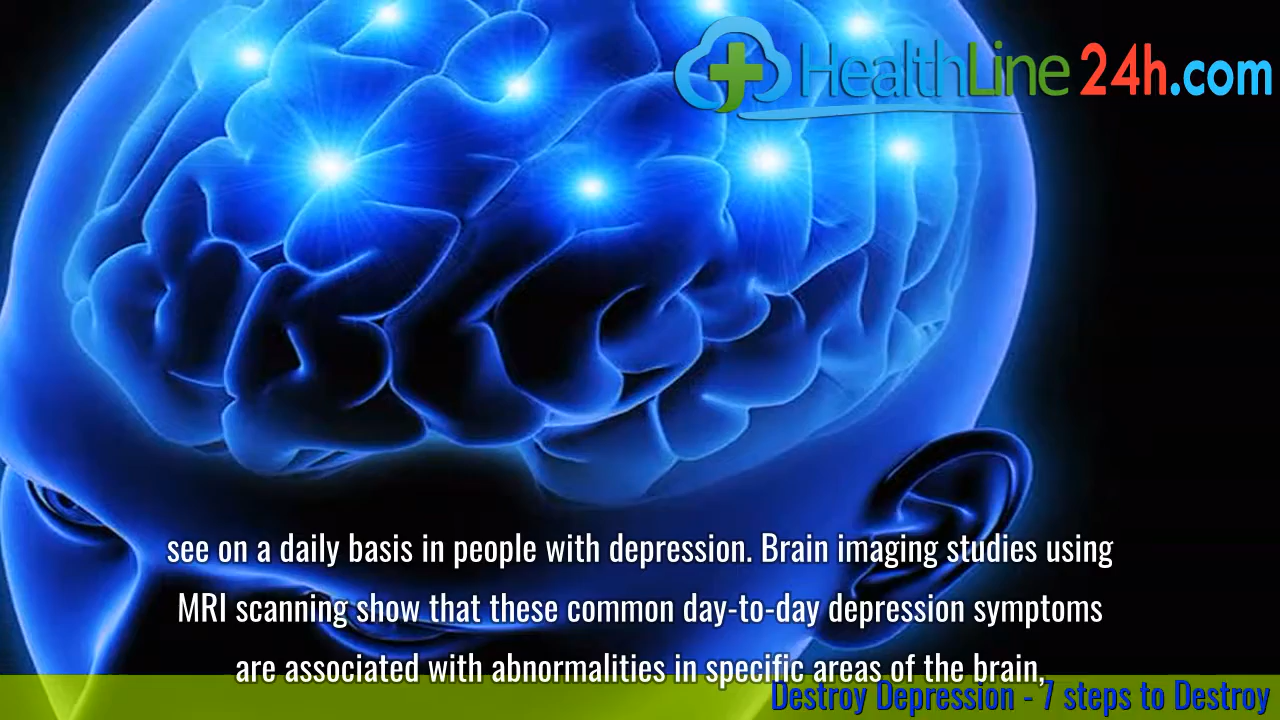 HealthLine 24h.com
see on a daily basis in people with depression. Brain imaging studies using
MRI scanning show that these common day-to-day depression symptoms
are associated with abnormalities in specific areas of the brain,
Destroy Depression - 7 steps to Destroy